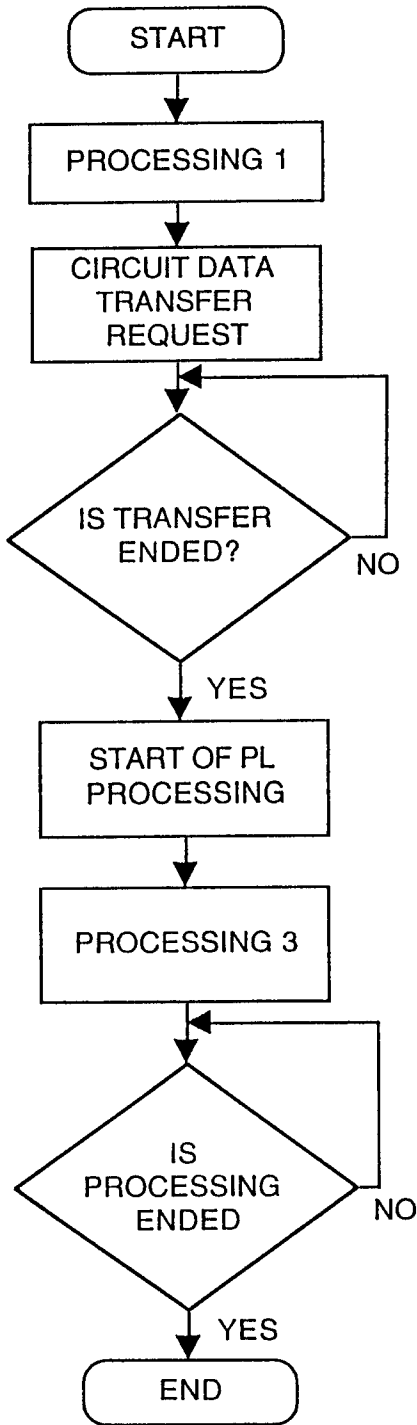 START
PROCESSING 1
CIRCUIT DATA
TRANSFER
REQUEST
IS TRANSFER
ENDED?
NO
YES
START OF PL
PROCESSING
PROCESSING 3
IS
PROCESSING
ENDED
NO
YES
END